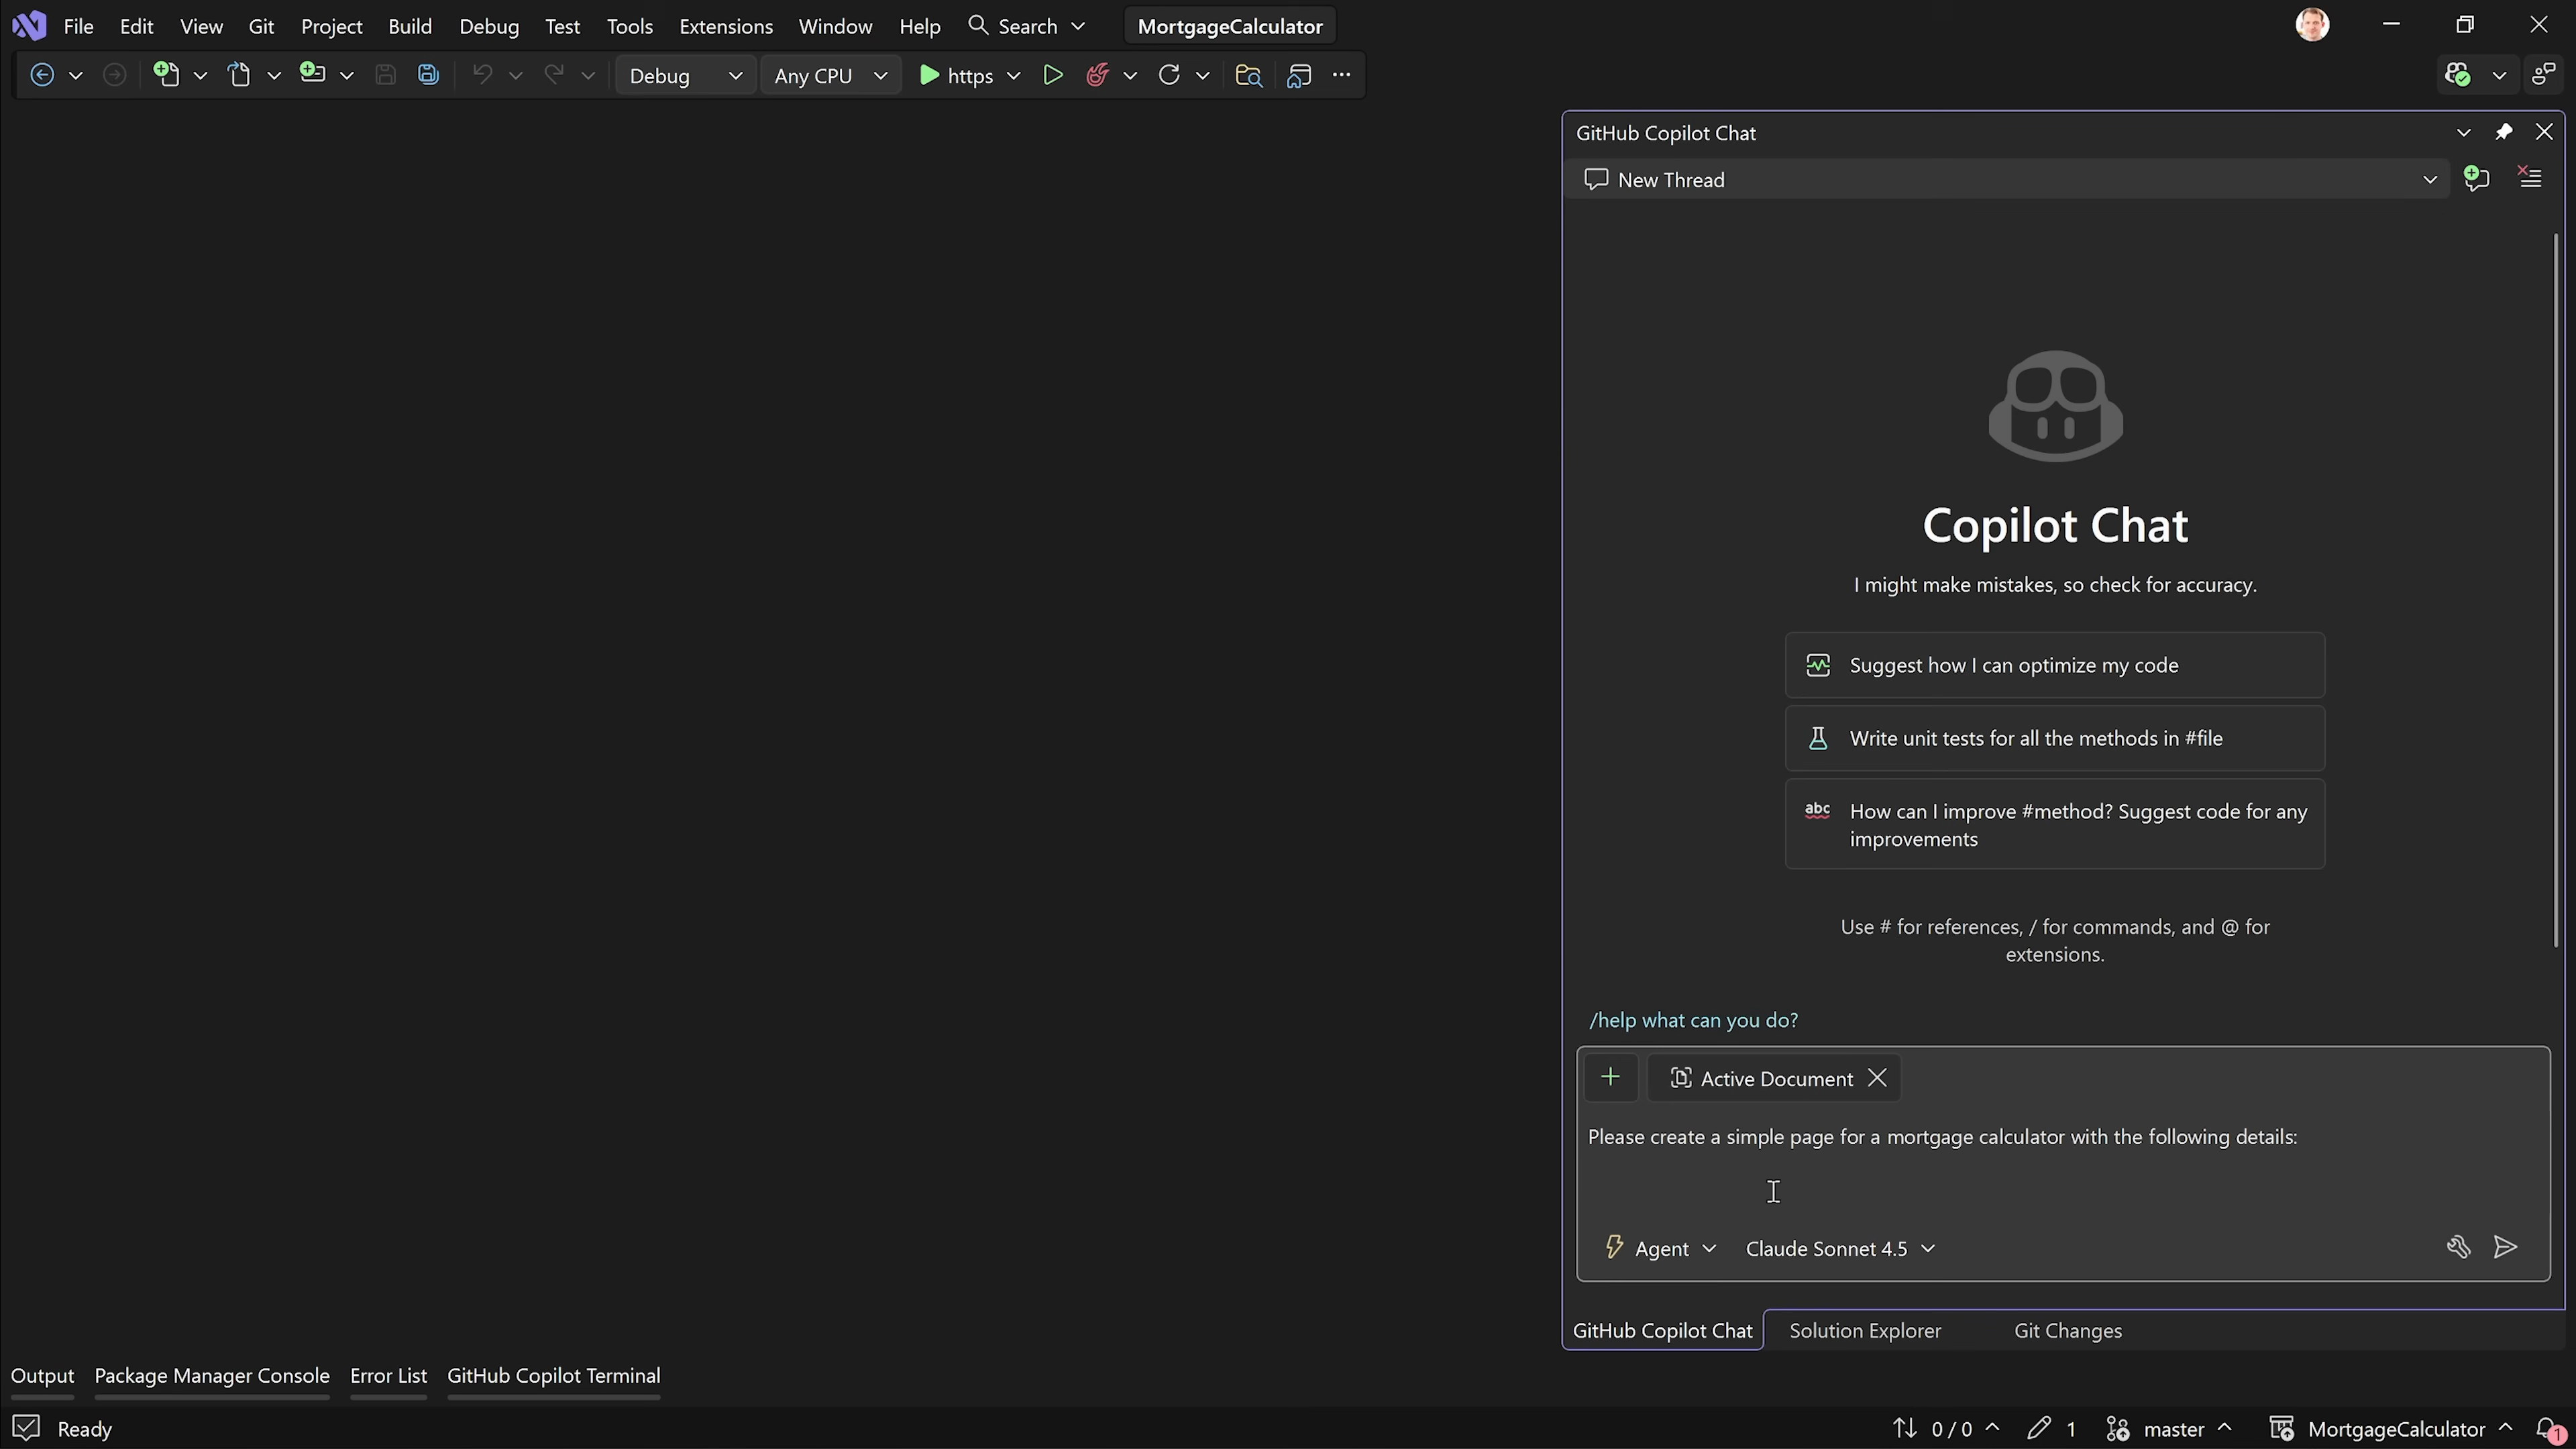 File Edit View Git Project Build Debug Test Tools Extensions Window Help Search MortgageCalculator
Debug Any CPU https
GitHub Copilot Chat
New Thread
Copilot Chat
I might make mistakes, so check for accuracy.
Suggest how I can optimize my code
Write unit tests for all the methods in #file
abc
How can I improve #method? Suggest code for any
improvements
Use # for references, / for commands, and @ for
extensions.
/help what can you do?
Active Document
Please create a simple page for a mortgage calculator with the following details:
Agent Claude Sonnet 4.5
GitHub Copilot Chat Solution Explorer Git Changes
Output Package Manager Console Error List GitHub Copilot Terminal
Ready 0 / 0 1 master MortgageCalculator 1